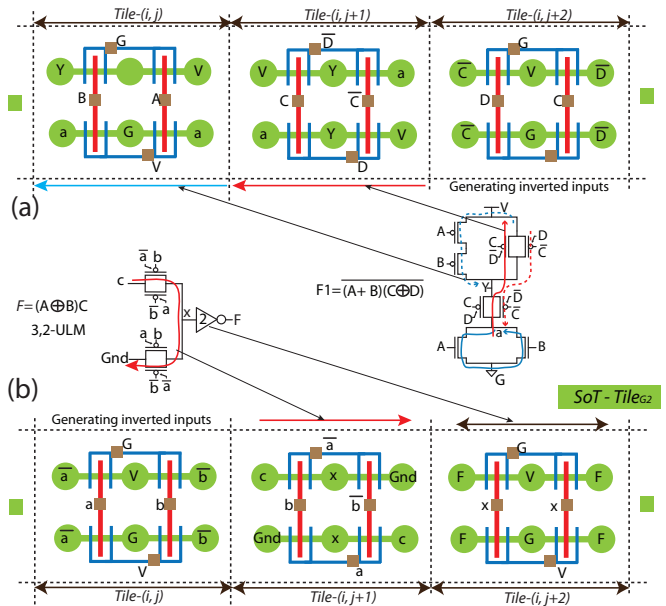 Tile-(i, j) Tile-(i, j+1) Tile-(i, j+2)
G D̅ G
Y V V Y a C̅ V D̅
B A C C̅ D C
a G a a Y V C̅ G D̅
V D G
Generating inverted inputs
(a)
V
A
C D
D̅ C̅
B
F1=(A+ B)(C⊕D)̅
Y
C D̅
D C̅
a
A B
G
a̅ b
c
b̅ a
F=(A⊕B)C
3,2-ULM
x 2 F
a̅ b
Gnd
b̅ a̅
(b)
SoT - TileG2
Generating inverted inputs
G a̅ G
a̅ V b̅ c x Gnd F V F
a b b b̅ x x
a̅ G b̅ Gnd x c F G F
V a V
Tile-(i, j) Tile-(i, j+1) Tile-(i, j+2)